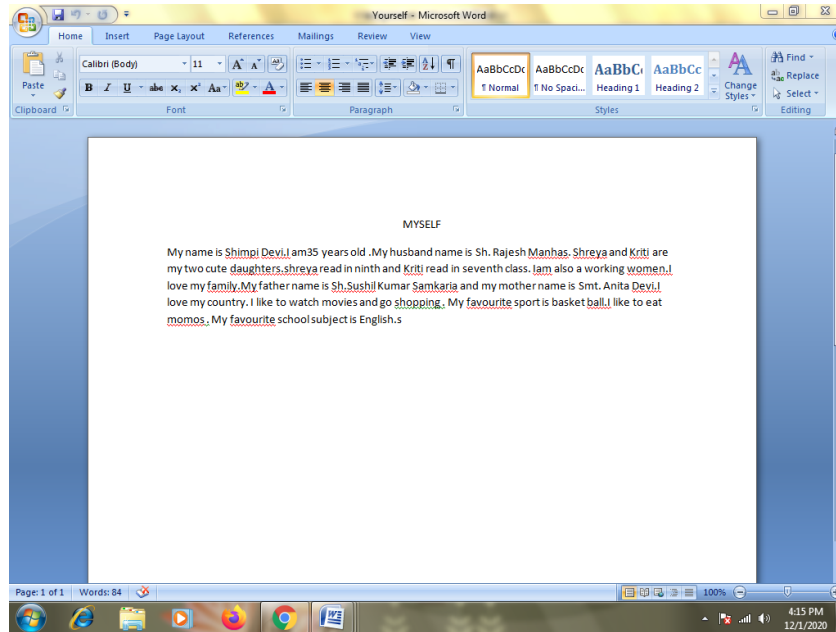 Yourself - Microsoft Word
Home Insert Page Layout References Mailings Review View
Paste
Calibri (Body) 11 A A
B I U abc x, x² Aa ab A
AaBbCcDc AaBbCcDc AaBbC AaBbCc
¶ Normal ¶ No Spaci... Heading 1 Heading 2
Change Styles
Find
Replace
Select
Clipboard Font Paragraph Styles Editing
MYSELF
My name is Shimpi Devi.I am35 years old .My husband name is Sh. Rajesh Manhas. Shreya and Kriti are
my two cute daughters.shreya read in ninth and Kriti read in seventh class. Iam also a working women.I
love my family.My father name is Sh.Sushil Kumar Samkaria and my mother name is Smt. Anita Devi.I
love my country. I like to watch movies and go shopping . My favourite sport is basket ball.I like to eat
momos . My favourite school subject is English.s
Page: 1 of 1 Words: 84 100%
4:15 PM
12/1/2020